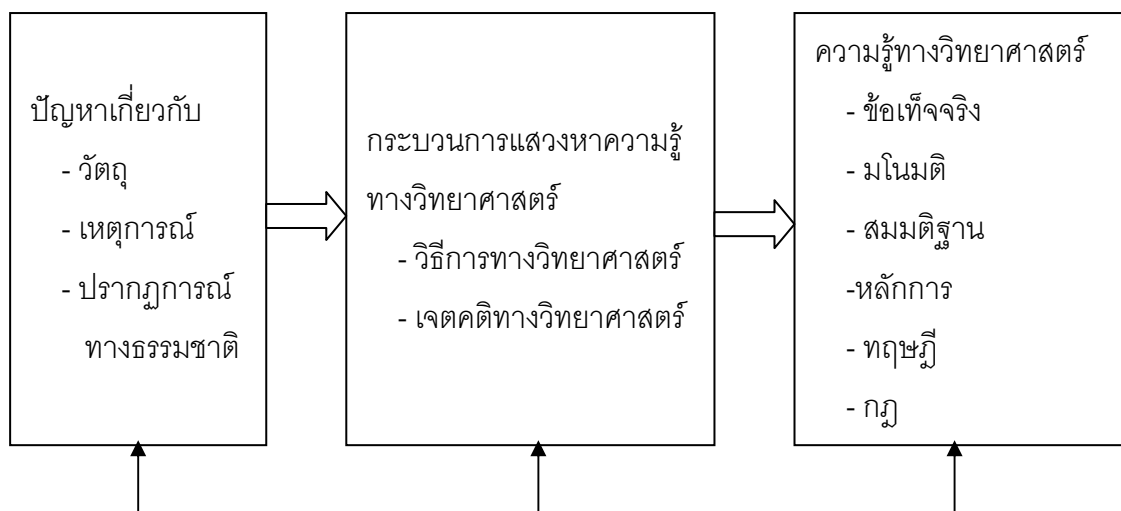 ปัญหาเกี่ยวกับ
- วัตถุ
- เหตุการณ์
- ปรากฏการณ์
ทางธรรมชาติ
กระบวนการแสวงหาความรู้
ทางวิทยาศาสตร์
- วิธีการทางวิทยาศาสตร์
- เจตคติทางวิทยาศาสตร์
ความรู้ทางวิทยาศาสตร์
- ข้อเท็จจริง
- มโนมติ
- สมมติฐาน
-หลักการ
- ทฤษฎี
- กฎ